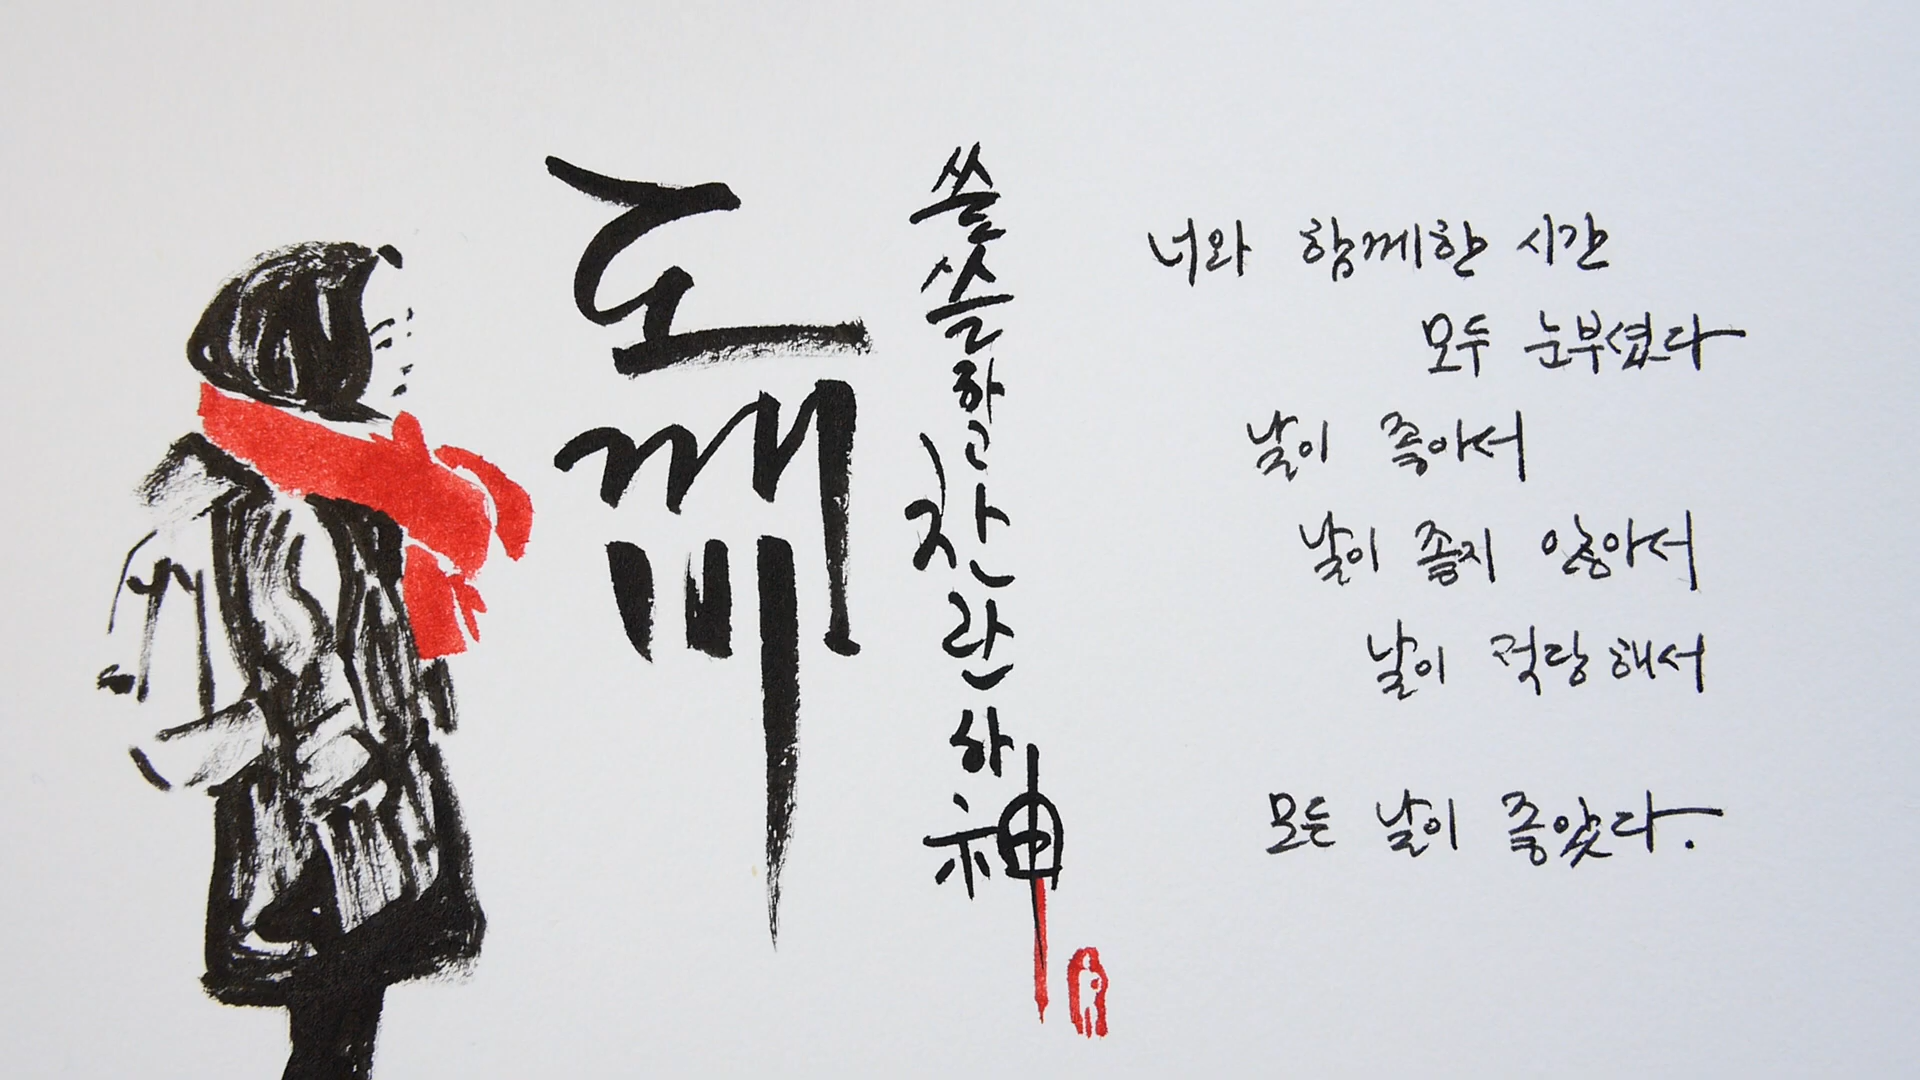 도깨비
쓸쓸하고 찬란하神
너와 함께한 시간
모두 눈부셨다
날이 좋아서
날이 좋지 않아서
날이 적당해서
모든 날이 좋았다.